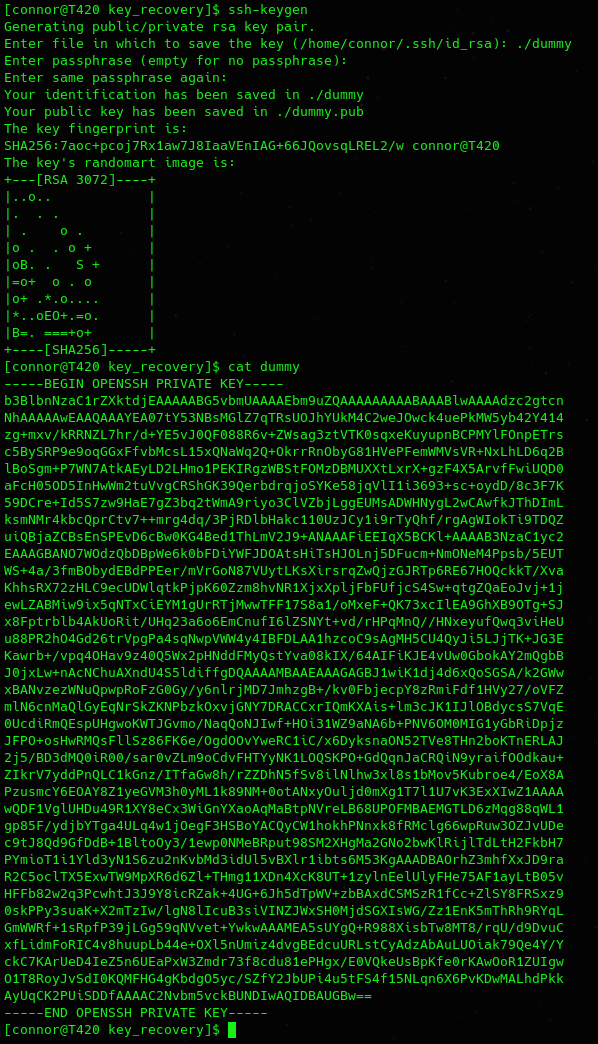 [connor@T420 key_recovery]$ ssh-keygen
Generating public/private rsa key pair.
Enter file in which to save the key (/home/connor/.ssh/id_rsa): ./dummy
Enter passphrase (empty for no passphrase):
Enter same passphrase again:
Your identification has been saved in ./dummy
Your public key has been saved in ./dummy.pub
The key fingerprint is:
SHA256:7aoc+pcoj7Rx1aw7J8IaaVEnIAG+66JQovsqLREL2/w connor@T420
The key's randomart image is:
+---[RSA 3072]----+
|..o..            |
|.  . .           |
| .    o .        |
|o .  . o +       |
|oB. .   S +      |
|=o+  o . o       |
|o+ .*.o....      |
|*..oEO+.=o.      |
|B=. ===+o+       |
+----[SHA256]-----+
[connor@T420 key_recovery]$ cat dummy
-----BEGIN OPENSSH PRIVATE KEY-----
b3BlbnNzaC1rZXktdjEAAAAABG5vbmUAAAAEbm9uZQAAAAAAAAABAAABlwAAAAdzc2gtcn
NhAAAAAwEAAQAAAYEA07tY53NBsMGlZ7qTRsUOJhYUkM4C2weJOwck4uePkMW5yb42Y414
zg+mxv/kRRNZL7hr/d+YE5vJ0QF088R6v+ZWsag3ztVTK0sqxeKuyupnBCPMYlFOnpETrs
c5BySRP9e9oqGGxFfvbMcsL15xQNaWq2Q+OkrrRnObyG81HVePFemWMVsVR+NxLhLD6q2B
lBoSgm+P7WN7AtkAEyLD2LHmo1PEKIRgzWBStFOMzDBMUXXtLxrX+gzF4X5ArvfFwiUQD0
aFcH05OD5InHwWm2tuVvgCRShGK39QerbdrqjoSYKe58jqVlI1i3693+sc+oydD/8c3F7K
59DCre+Id5S7zw9HaE7gZ3bq2tWmA9riyo3ClVZbjLggEUMsADWHNygL2wCAwfkJThDImL
ksmNMr4kbcQprCtv7++mrg4dq/3PjRDlbHakc110UzJCy1i9rTyQhf/rgAgWIokTi9TDQZ
uiQBjaZCBsEnSPEvD6cBw0KG4Bed1ThLmV2J9+ANAAAFiEEIqX5BCKl+AAAAB3NzaC1yc2
EAAAGBANO7WOdzQbDBpWe6k0bFDiYWFJDOAtsHiTsHJOLnj5DFucm+NmONeM4Ppsb/5EUT
WS+4a/3fmBObydEBdPPEer/mVrGoN87VUytLKsXirsrqZwQjzGJRTp6RE67HOQckkT/Xva
KhhsRX72zHLC9ecUDWlqtkPjpK60Zzm8hvNR1XjxXpljFbFUfjcS4Sw+qtgZQaEoJvj+1j
ewLZABMiw9ix5qNTxCiEYM1gUrRTjMwwTFF17S8a1/oMxeF+QK73xcIlEA9GhXB9OTg+SJ
x8Fptrblb4AkUoRit/UHq23a6o6EmCnufI6lZSNYt+vd/rHPqMnQ//HNxeyufQwq3viHeU
u88PR2hO4Gd26trVpgPa4sqNwpVWW4y4IBFDLAA1hzcoC9sAgMH5CU4QyJi5LJjTK+JG3E
Kawrb+/vpq4OHav9z40Q5Wx2pHNddFMyQstYva08kIX/64AIFiKJE4vUw0GbokAY2mQgbB
J0jxLw+nAcNChuAXndU4S5ldiffgDQAAAAMBAAEAAAGAGBJ1wiK1dj4d6xQoSGSA/k2GWw
xBANvzezWNuQpwpRoFzG0Gy/y6nlrjMD7JmhzgB+/kv0FbjecpY8zRmiFdf1HVy27/oVFZ
mlN6cnMaQlGyEqNrSkZKNPbzkOxvjGNY7DRACCxrIQmKXAis+lm3cJK1IJlOBdycsS7VqE
0UcdiRmQEspUHgwoKWTJGvmo/NaqQoNJIwf+HOi31WZ9aNA6b+PNV6OM0MIG1yGbRiDpjz
JFPO+osHwRMQsFllSz86FK6e/OgdOOvYweRC1iC/x6DyksnaON52TVe8THn2boKTnERLAJ
2j5/BD3dMQ0iR00/sar0vZLm9oCdvFHTYyNK1LOQSKPO+GdQqnJaCRQiN9yraifOOdkau+
ZIkrV7yddPnQLC1kGnz/ITfaGw8h/rZZDhN5fSv8ilNlhw3xl8s1bMov5Kubroe4/EoX8A
PzusmcY6EOAY8Z1yeGVM3h0yML1k89NM+0otANxyOuljd0mXg1T7l1U7vK3ExXIwZ1AAAA
wQDF1VglUHDu49R1XY8eCx3WiGnYXaoAqMaBtpNVreLB68UPOFMBAEMGTLD6zMqg88qWL1
gp85F/ydjbYTga4ULq4w1jOegF3HSBoYACQyCW1hokhPNnxk8fRMclg66wpRuw3OZJvUDe
c9tJ8Qd9GfDdB+1BltoOy3/1ewp0NMeBRput98SM2XHgMa2GNo2bwKlRijlTdLtH2FkbH7
PYmioT1i1Yld3yN1S6zu2nKvbMd3idUl5vBXlr1ibts6M53KgAAADBAOrhZ3mhfXxJD9ra
R2C5oclTX5ExwTW9MpXR6d6Zl+THmg11XDn4XcK8UT+1zylnEelUlyFHe75AF1ayLtB05v
HFFb82w2q3PcwhtJ3J9Y8icRZak+4UG+6Jh5dTpWV+zbBAxdCSMSzR1fCc+ZlSY8FRSxz9
0skPPy3suaK+X2mTzIw/lgN8lIcuB3siVINZJWxSH0MjdSGXIsWG/Zz1EnK5mThRh9RYqL
GmWWRf+1sRpfP39jLGg59qNVvet+YwkwAAAMEA5sUYgQ+R988XisbTw8MT8/rqU/d9DvuC
xfLidmFoRIC4v8huupLb44e+OXl5nUmiz4dvgBEdcuURLstCyAdzAbAuLUOiak79Qe4Y/Y
ckC7KArUeD4IeZ5n6UEaPxW3Zmdr73f8cdu81ePHgx/E0VQkeUsBpKfe0rKAwOoR1ZUIgw
O1T8RoyJvSdI0KQMFHG4gKbdgO5yc/SZfY2JbUPi4u5tFS4f15NLqn6X6PvKDwMALhdPkk
AyUqCK2PUiSDDfAAAAC2Nvbm5vckBUNDIwAQIDBAUGBw==
-----END OPENSSH PRIVATE KEY-----
[connor@T420 key_recovery]$